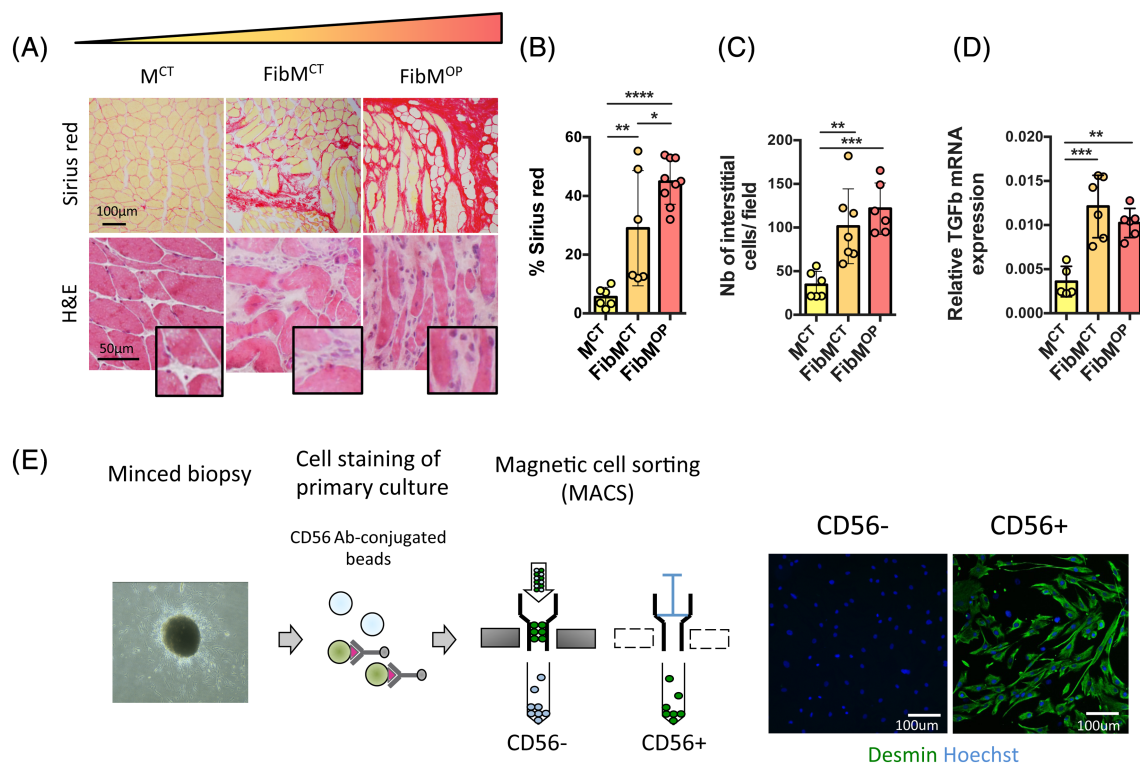 (A)
M^CT FibM^CT FibM^OP
Sirius red
100µm
H&E
50µm
(B)
% Sirius red
60
40
20
0
****
** *
M^CT
FibM^CT
FibM^OP
(C)
Nb of interstitial
cells/ field
200
150
100
50
0
**
***
M^CT
FibM^CT
FibM^OP
(D)
Relative TGFb mRNA
expression
0.020
0.015
0.010
0.005
0.000
**
***
M^CT
FibM^CT
FibM^OP
(E)
Minced biopsy
Cell staining of
primary culture
CD56 Ab-conjugated
beads
Magnetic cell sorting
(MACS)
CD56- CD56+
CD56- CD56+
100um 100um
Desmin Hoechst